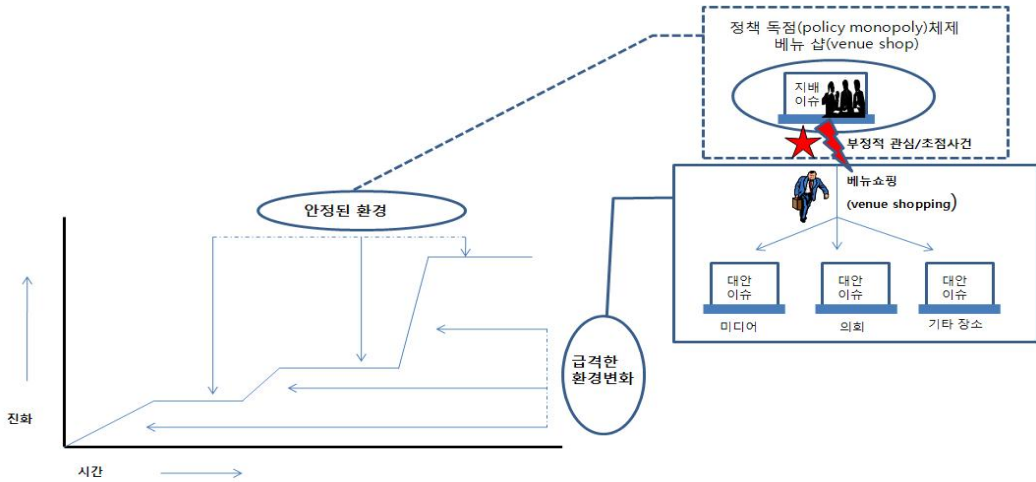 정책 독점(policy monopoly)체제
베뉴 샵(venue shop)
지배
이슈
부정적 관심/초점사건
베뉴쇼핑
(venue shopping)
안정된 환경
대안
이슈
대안
이슈
대안
이슈
미디어
의회
기타 장소
급격한
환경변화
진화
시간